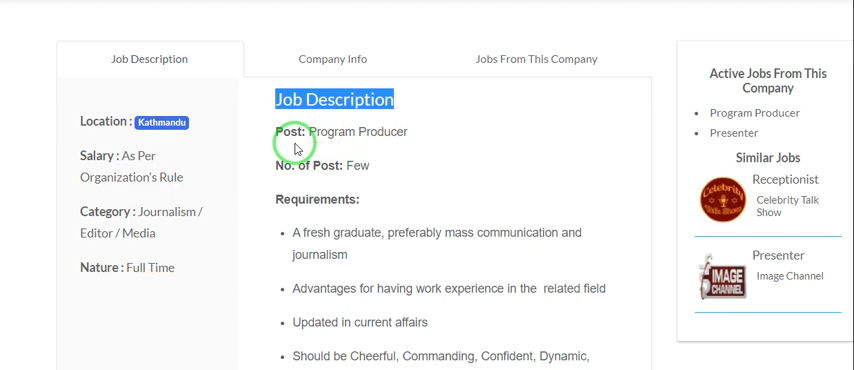 Job Description
Company Info
Jobs From This Company
Location : Kathmandu
Salary : As Per
Organization's Rule
Category : Journalism /
Editor / Media
Nature : Full Time
Job Description
Post: Program Producer
No. of Post: Few
Requirements:
• A fresh graduate, preferably mass communication and
journalism
• Advantages for having work experience in the related field
• Updated in current affairs
• Should be Cheerful, Commanding, Confident, Dynamic,
Active Jobs From This
Company
• Program Producer
• Presenter
Similar Jobs
Celebrity
Receptionist
Celebrity Talk
Show
IMAGE
CHANNEL
Presenter
Image Channel